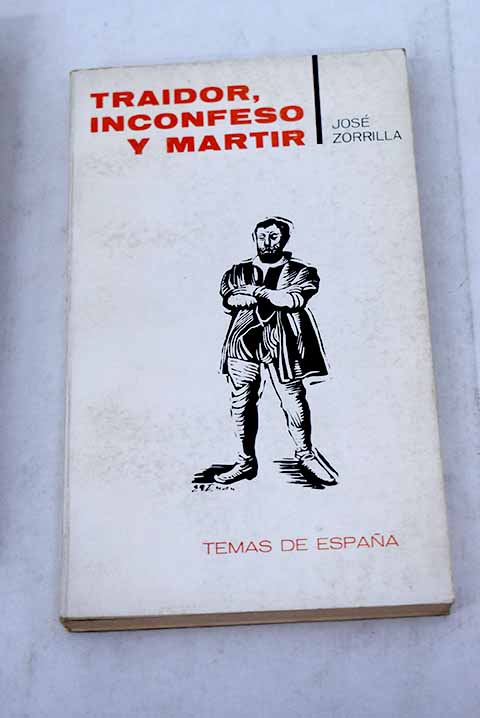 TRAIDOR,
INCONFESO
Y MARTIR
JOSÉ
ZORRILLA
TEMAS DE ESPAÑA